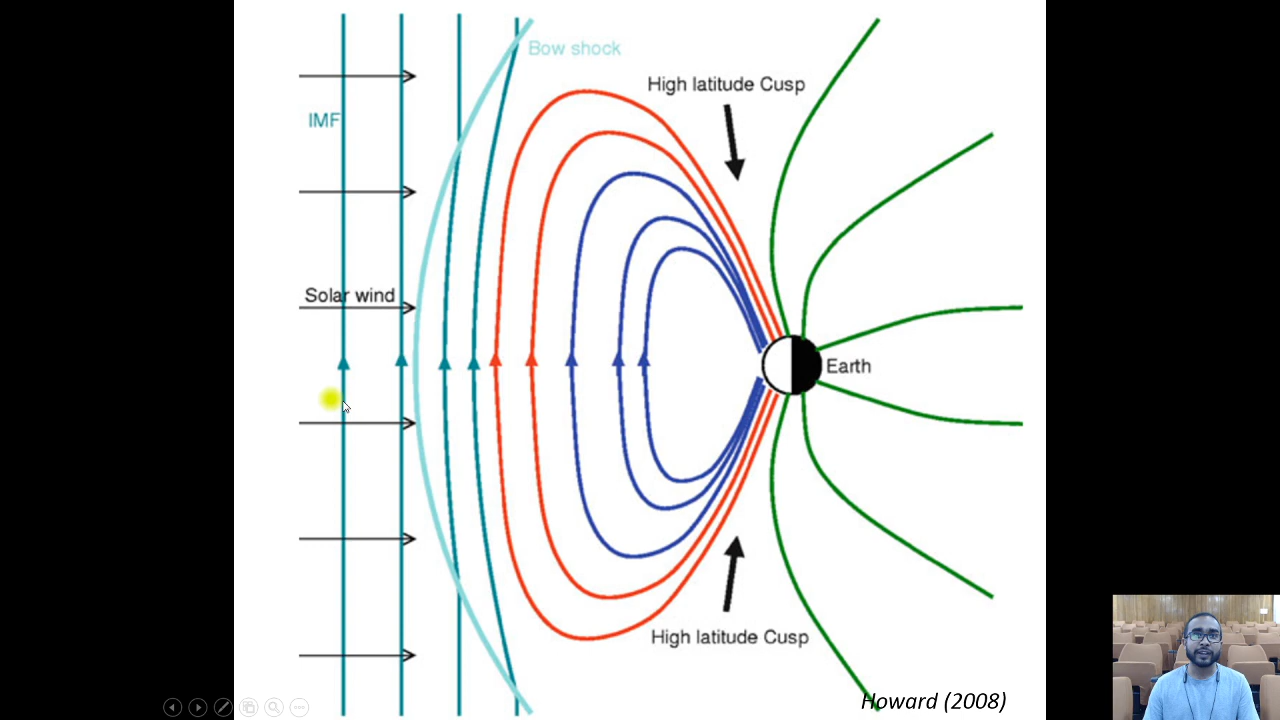 Bow shock
High latitude Cusp
IMF
Solar wind
Earth
High latitude Cusp
Howard (2008)